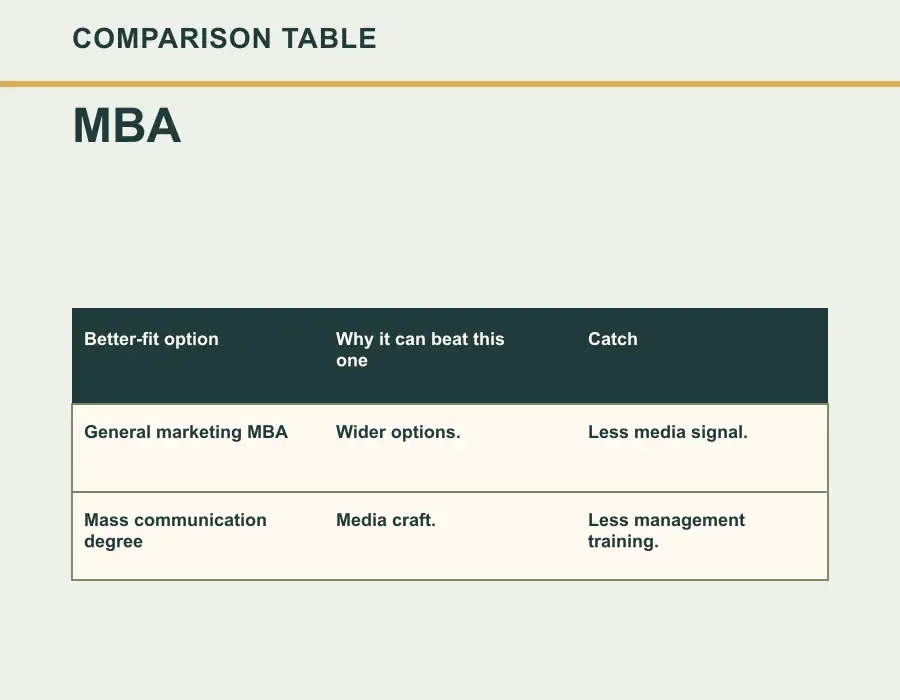 COMPARISON TABLE
MBA
Better-fit option
Why it can beat this
one
Catch
General marketing MBA
Wider options.
Less media signal.
Mass communication
degree
Media craft.
Less management
training.